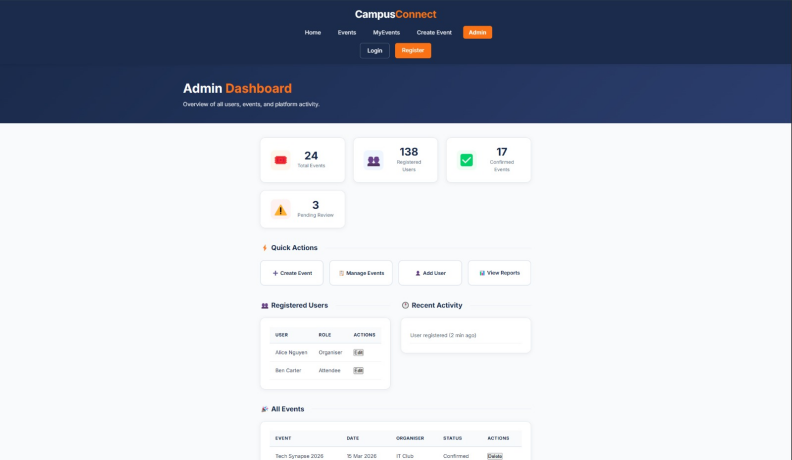 CampusConnect
Home Events MyEvents Create Event Admin
Login Register
Admin Dashboard
Overview of all users, events, and platform activity.
24
Total Events
138
Registered
Users
17
Confirmed
Events
3
Pending Review
Quick Actions
Create Event Manage Events Add User View Reports
Registered Users
USER ROLE ACTIONS
Alice Nguyen Organiser Edit
Ben Carter Attendee Edit
Recent Activity
User registered (2 min ago)
All Events
EVENT DATE ORGANISER STATUS ACTIONS
Tech Synapse 2026 15 Mar 2026 IT Club Confirmed Delete